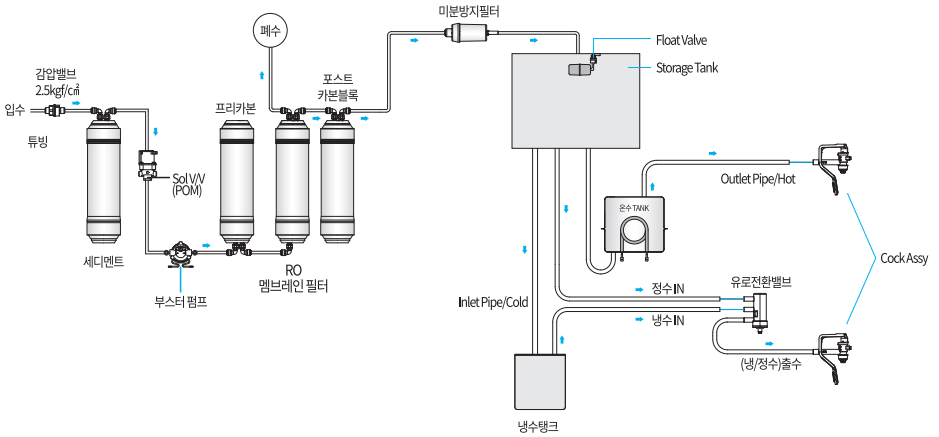 미분방지필터
폐수
Float Valve
Storage Tank
감압밸브
2.5kgf/㎠
포스트
카본블록
프리카본
입수
튜빙
Sol V/V
(POM)
Outlet Pipe/Hot
온수 TANK
세디멘트
RO
멤브레인 필터
부스터 펌프
Cock Assy
유로전환밸브
정수 IN
Inlet Pipe/Cold
냉수 IN
(냉/정수)출수
냉수탱크